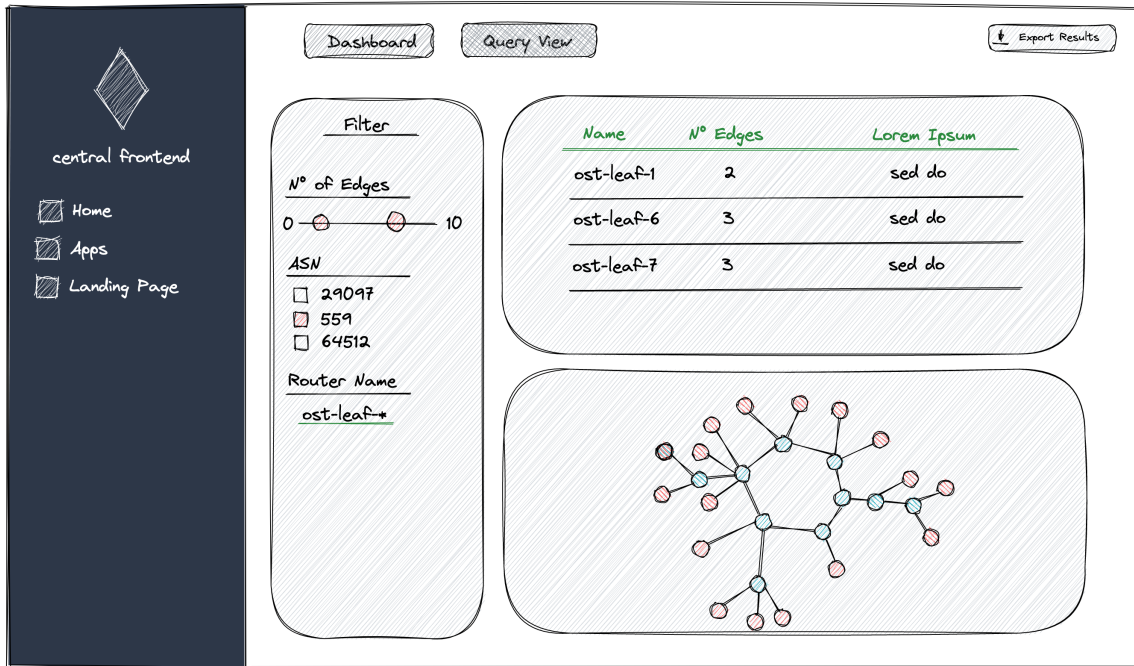 Dashboard
Query View
Export Results
central frontend
Home
Apps
Landing Page
Filter
N° of Edges
0
10
ASN
29097
559
64512
Router Name
ost-leaf-*
Name N° Edges Lorem Ipsum
ost-leaf-1 2 sed do
ost-leaf-6 3 sed do
ost-leaf-7 3 sed do